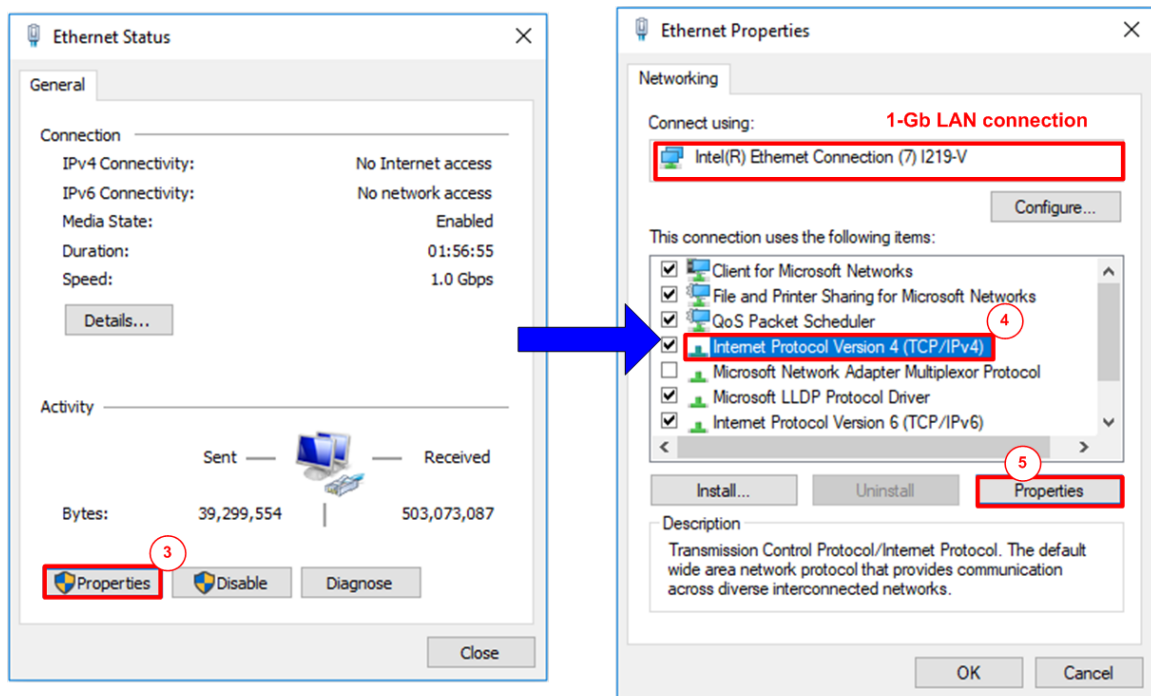 Ethernet Status
General
Connection
IPv4 Connectivity: No Internet access
IPv6 Connectivity: No network access
Media State: Enabled
Duration: 01:56:55
Speed: 1.0 Gbps
Details...
Activity
Sent Received
Bytes: 39,299,554 503,073,087
3
Properties Disable Diagnose
Close
Ethernet Properties
Networking
Connect using:
1-Gb LAN connection
Intel(R) Ethernet Connection (7) I219-V
Configure...
This connection uses the following items:
Client for Microsoft Networks
File and Printer Sharing for Microsoft Networks
QoS Packet Scheduler
4
Internet Protocol Version 4 (TCP/IPv4)
Microsoft Network Adapter Multiplexor Protocol
Microsoft LLDP Protocol Driver
Internet Protocol Version 6 (TCP/IPv6)
5
Install... Uninstall Properties
Description
Transmission Control Protocol/Internet Protocol. The default
wide area network protocol that provides communication
across diverse interconnected networks.
OK Cancel